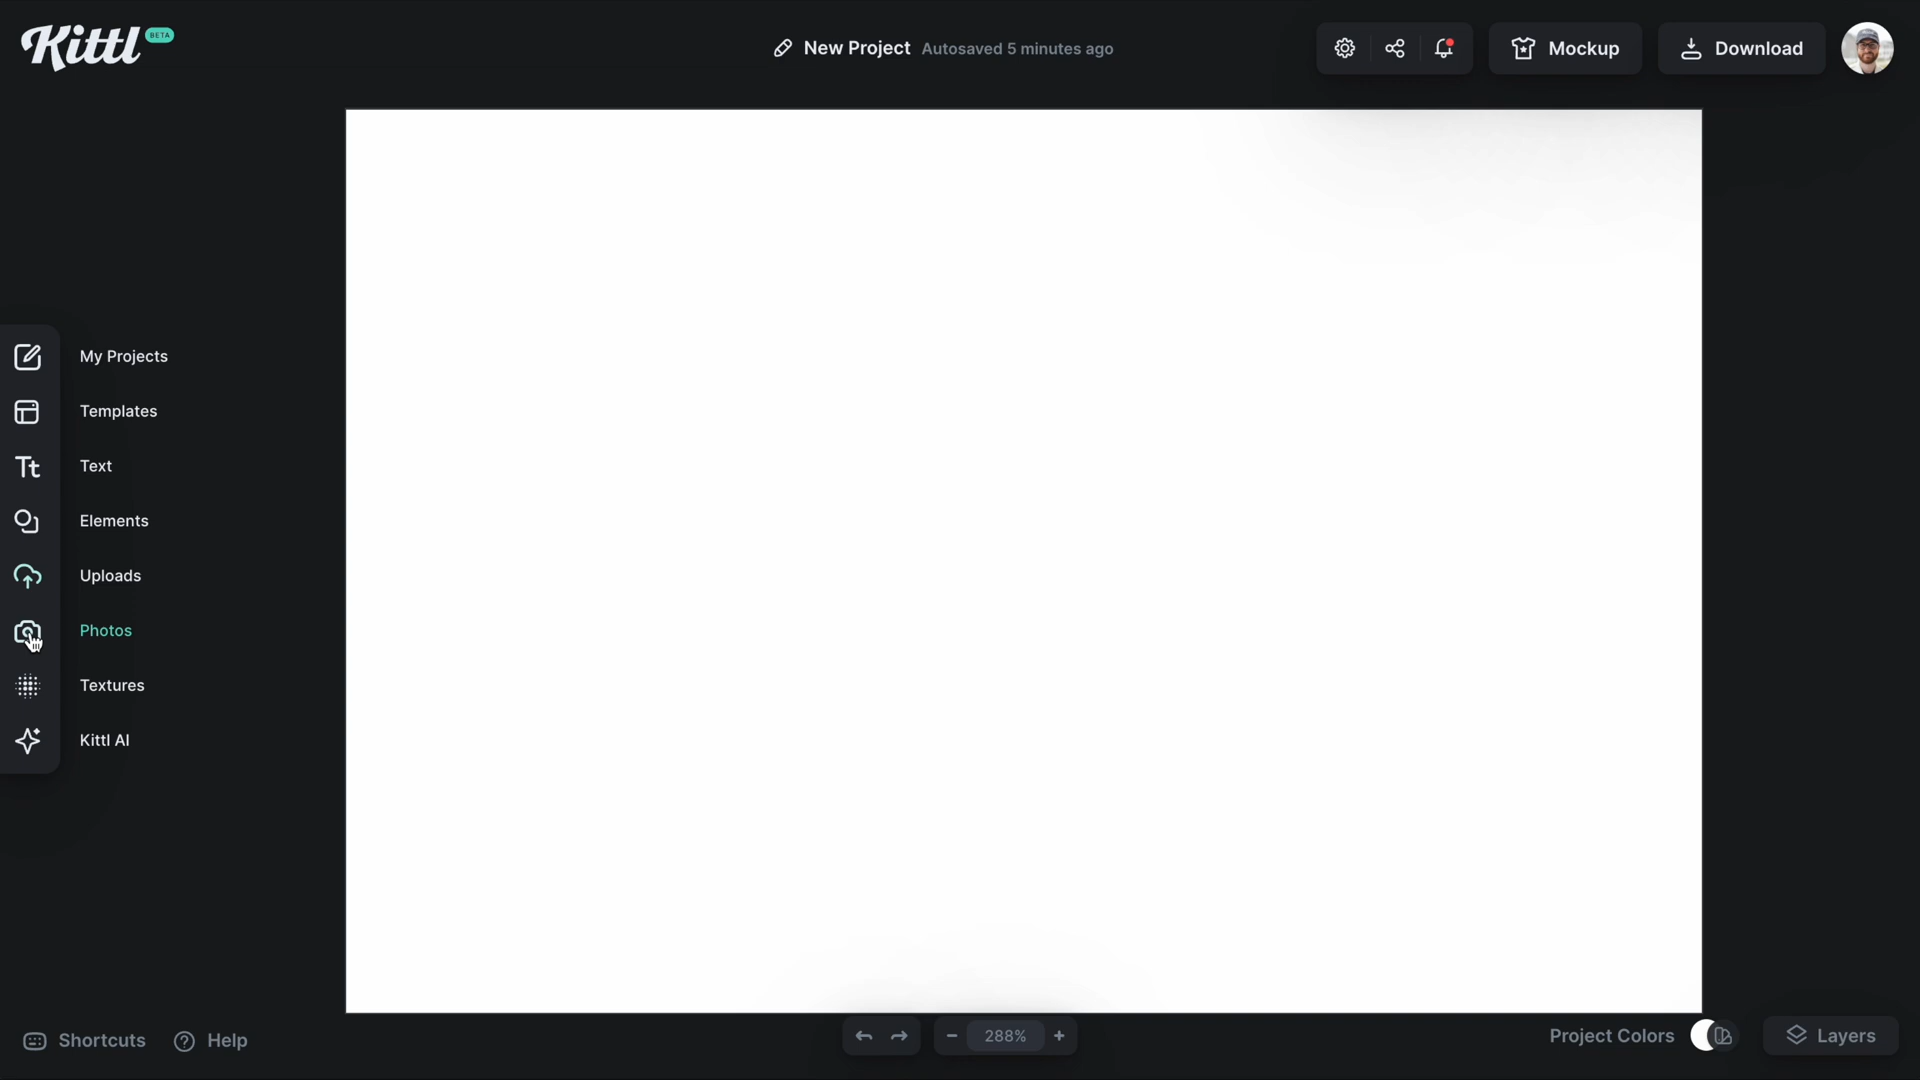 Kittl BETA
New Project Autosaved 5 minutes ago
Mockup
Download
My Projects
Templates
Tt Text
Elements
Uploads
Photos
Textures
Kittl AI
Shortcuts
? Help
− 288% +
Project Colors
Layers